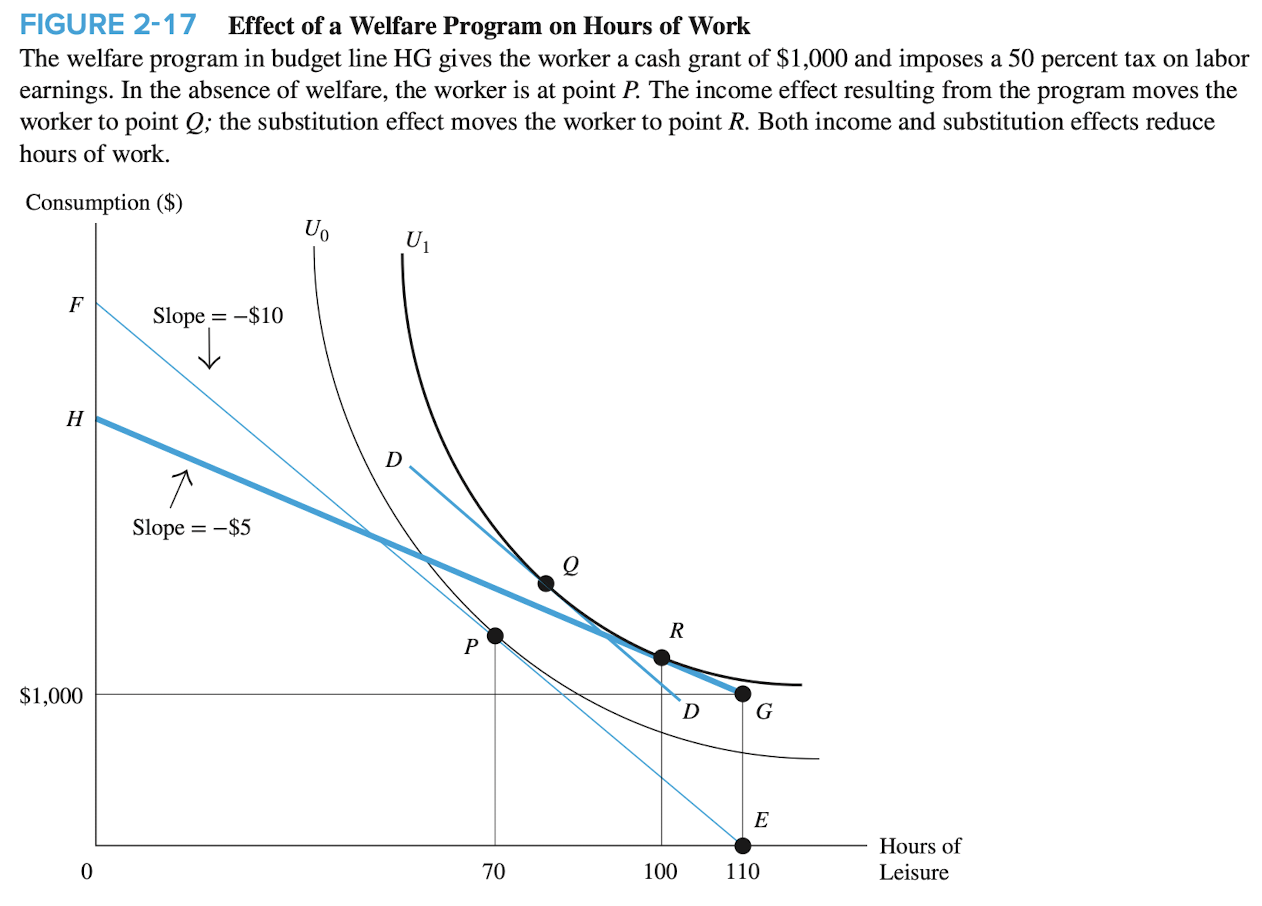 FIGURE 2-17 Effect of a Welfare Program on Hours of Work
The welfare program in budget line HG gives the worker a cash grant of $1,000 and imposes a 50 percent tax on labor
earnings. In the absence of welfare, the worker is at point P. The income effect resulting from the program moves the
worker to point Q; the substitution effect moves the worker to point R. Both income and substitution effects reduce
hours of work.
Consumption ($)
U0
U1
F
Slope = –$10
H
D
Slope = –$5
Q
R
P
$1,000
D
G
E
Hours of
Leisure
0
70
100
110